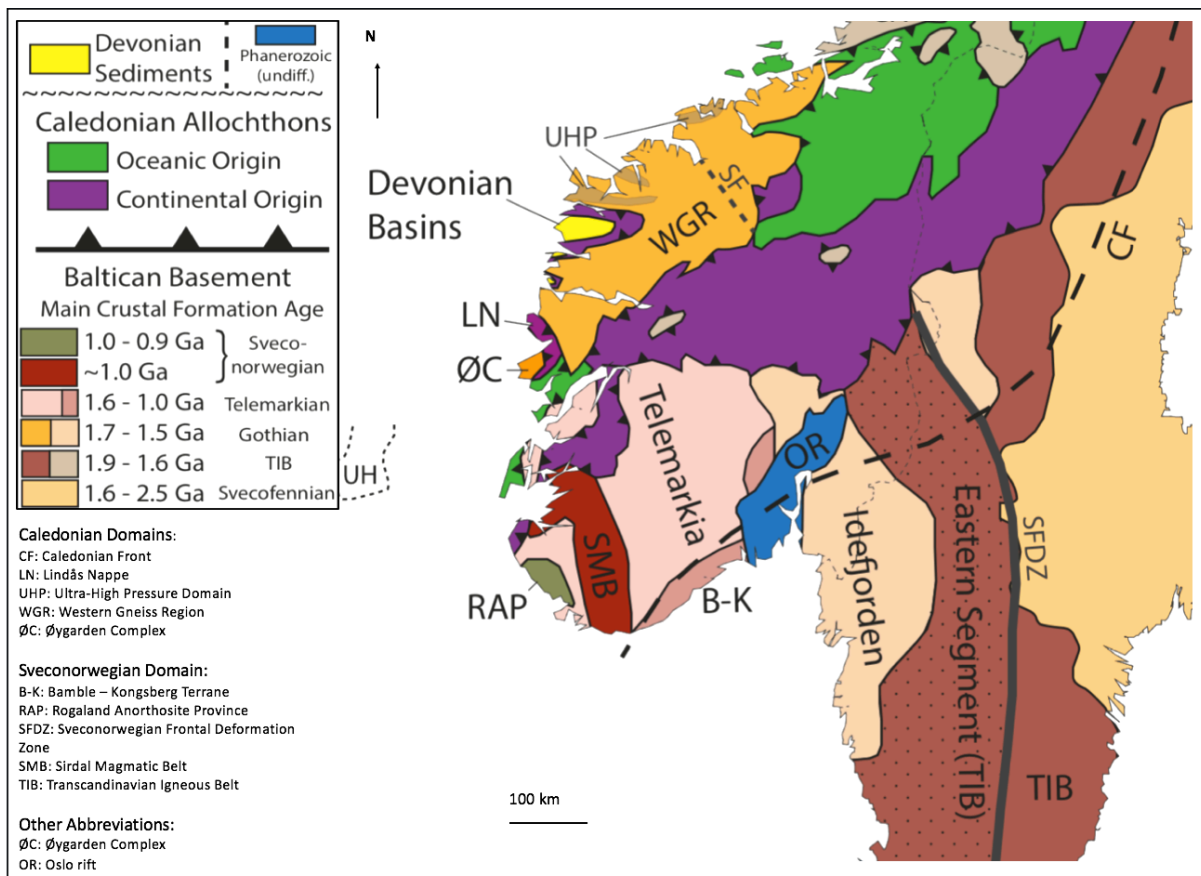 Devonian
Sediments
Phanerozoic
(undiff.)
Caledonian Allochthons
Oceanic Origin
Continental Origin
Baltican Basement
Main Crustal Formation Age
1.0 - 0.9 Ga
~1.0 Ga
Sveco-
norwegian
1.6 - 1.0 Ga Telemarkian
1.7 - 1.5 Ga Gothian
1.9 - 1.6 Ga TIB
1.6 - 2.5 Ga Svecofennian
UH
Caledonian Domains:
CF: Caledonian Front
LN: Lindås Nappe
UHP: Ultra-High Pressure Domain
WGR: Western Gneiss Region
ØC: Øygarden Complex
Sveconorwegian Domain:
B-K: Bamble – Kongsberg Terrane
RAP: Rogaland Anorthosite Province
SFDZ: Sveconorwegian Frontal Deformation
Zone
SMB: Sirdal Magmatic Belt
TIB: Transcandinavian Igneous Belt
Other Abbreviations:
ØC: Øygarden Complex
OR: Oslo rift
N
UHP
Devonian
Basins
SF
WGR
CF
LN
ØC
Telemarkia
OR
Idefjorden
Eastern Segment (TIB)
SFDZ
SMB
RAP
B-K
TIB
100 km